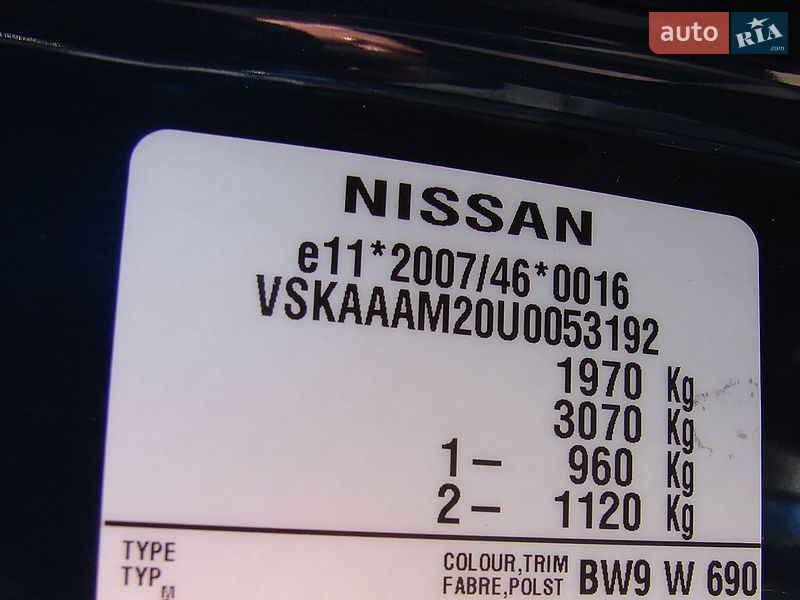 auto RIA.com
NISSAN
e11*2007/46*0016
VSKAAAM20U0053192
1970 Kg
3070 Kg
1– 960 Kg
2– 1120 Kg
TYPE
TYP
M
COLOUR,TRIM
FABRE,POLST
BW9 W 690